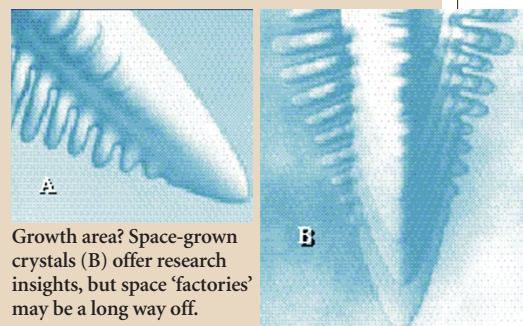 A
B
Growth area? Space-grown
crystals (B) offer research
insights, but space ‘factories’
may be a long way off.